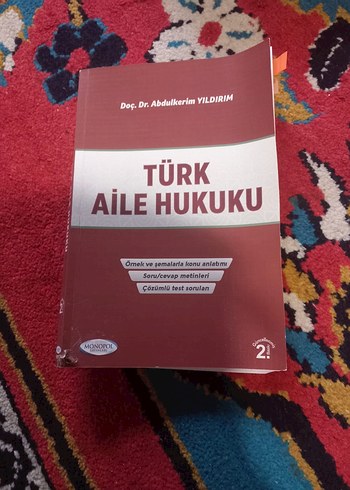 Doç. Dr. Abdulkerim YILDIRIM
TÜRK
AİLE HUKUKU
Örnek ve şemalarla konu anlatımı
Soru/cevap metinleri
Çözümlü test soruları
MONOPOL
2.